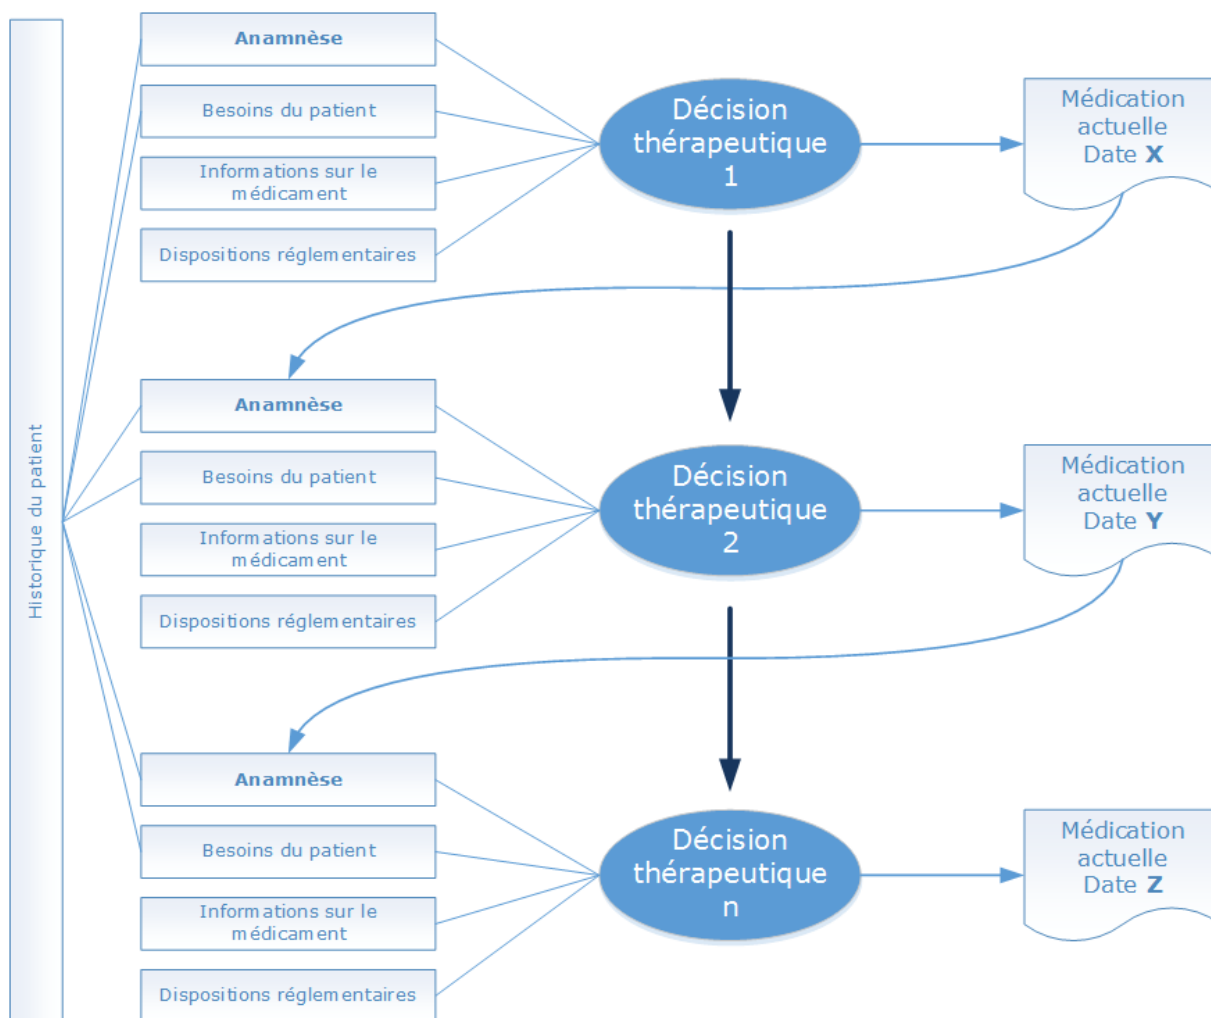 Historique du patient
Anamnèse
Besoins du patient
Informations sur le
médicament
Dispositions réglementaires
Décision
thérapeutique
1
Médication
actuelle
Date X
Anamnèse
Besoins du patient
Informations sur le
médicament
Dispositions réglementaires
Décision
thérapeutique
2
Médication
actuelle
Date Y
Anamnèse
Besoins du patient
Informations sur le
médicament
Dispositions réglementaires
Décision
thérapeutique
n
Médication
actuelle
Date Z